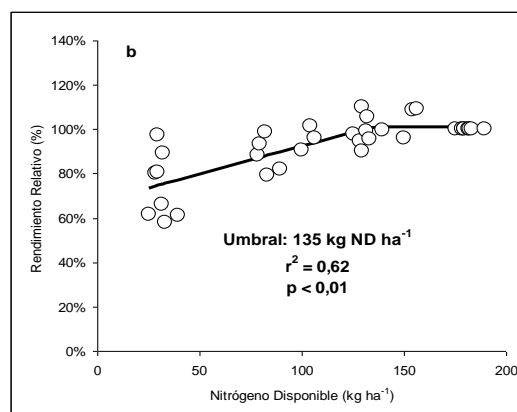 140%
b
120%
100%
80%
60%
40%
20%
0%
Rendimiento Relativo (%)
Umbral: 135 kg ND ha⁻¹
r² = 0,62
p < 0,01
0 50 100 150 200
Nitrógeno Disponible (kg ha⁻¹)